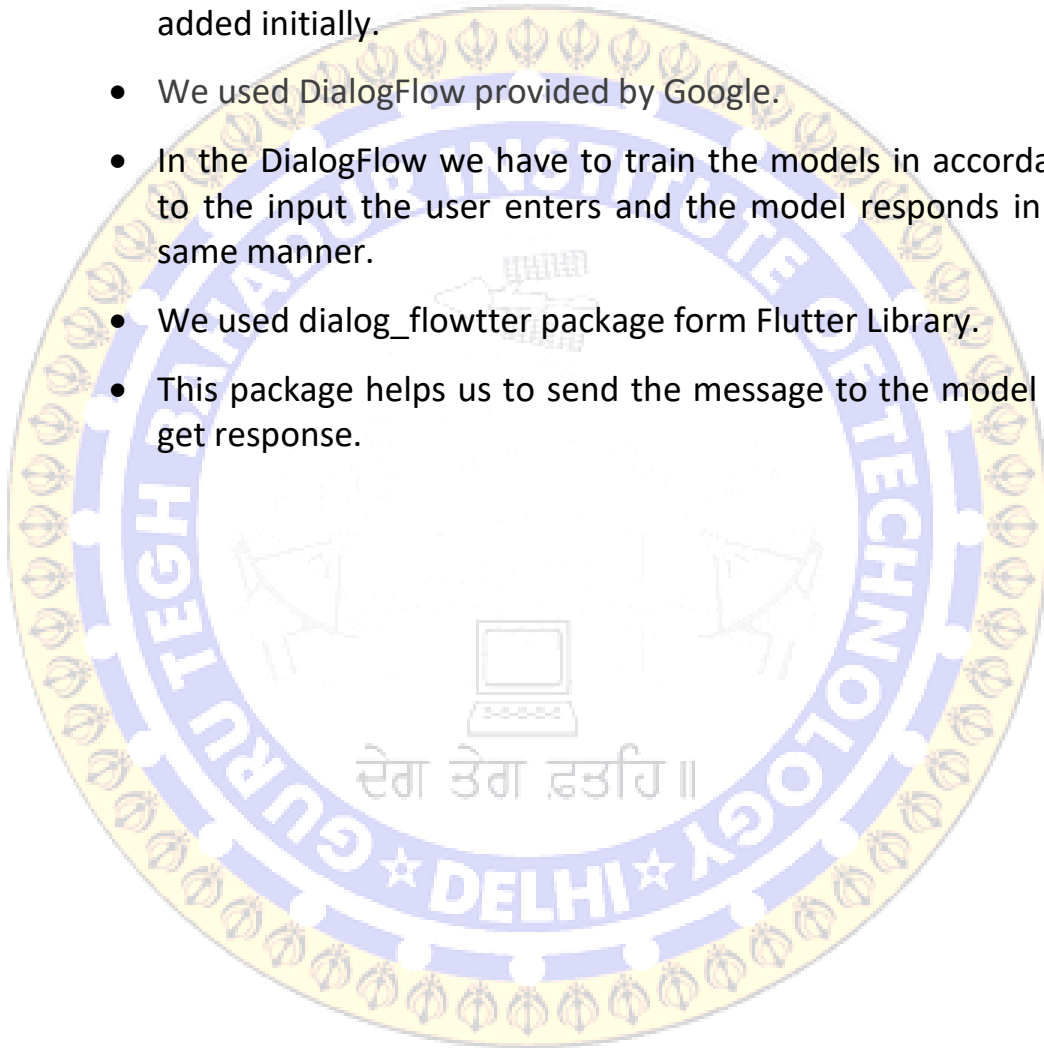 added initially.
• We used DialogFlow provided by Google.
• In the DialogFlow we have to train the models in accorda
to the input the user enters and the model responds in
same manner.
• We used dialog_flowtter package form Flutter Library.
• This package helps us to send the message to the model
get response.
GURU TEGH BAHADUR INSTITUTE OF TECHNOLOGY
ਦੇਗ ਤੇਗ ਫ਼ਤਹਿ॥
☆ DELHI ☆